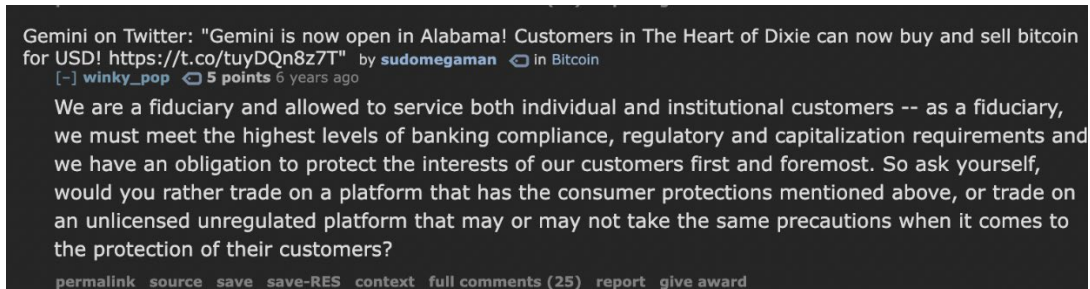 Gemini on Twitter: "Gemini is now open in Alabama! Customers in The Heart of Dixie can now buy and sell bitcoin
for USD! https://t.co/tuyDQn8z7T" by sudomegaman in Bitcoin
[-] winky_pop 5 points 6 years ago
We are a fiduciary and allowed to service both individual and institutional customers -- as a fiduciary,
we must meet the highest levels of banking compliance, regulatory and capitalization requirements and
we have an obligation to protect the interests of our customers first and foremost. So ask yourself,
would you rather trade on a platform that has the consumer protections mentioned above, or trade on
an unlicensed unregulated platform that may or may not take the same precautions when it comes to
the protection of their customers?
permalink source save save-RES context full comments (25) report give award